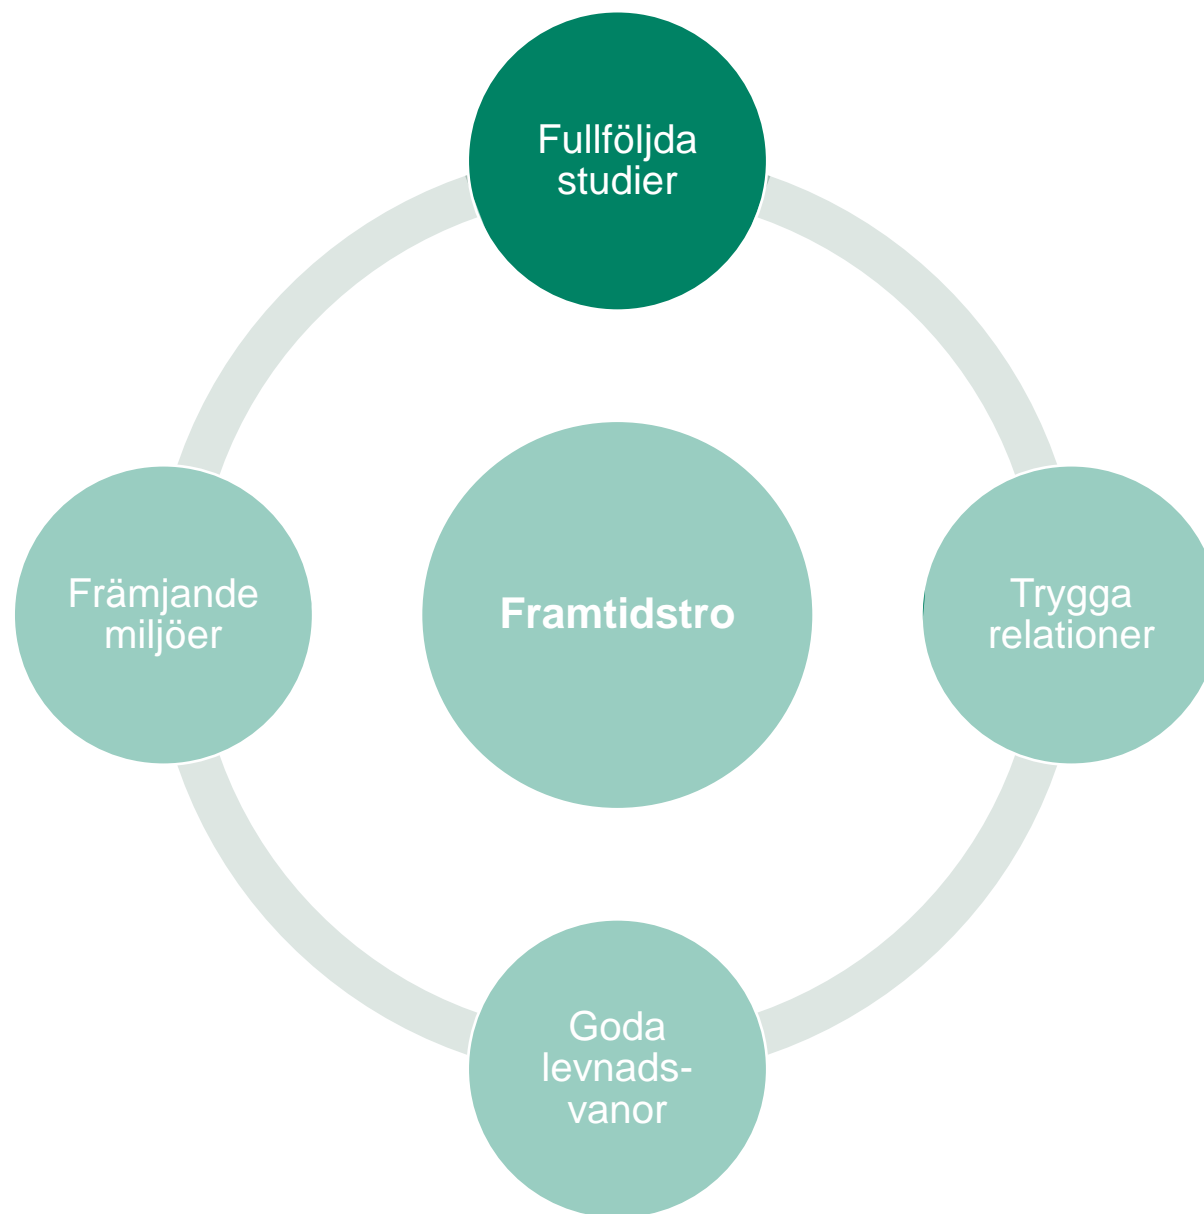 Fullföljda
studier
Främjande
miljöer
Framtidstro
Trygga
relationer
Goda
levnads-
vanor